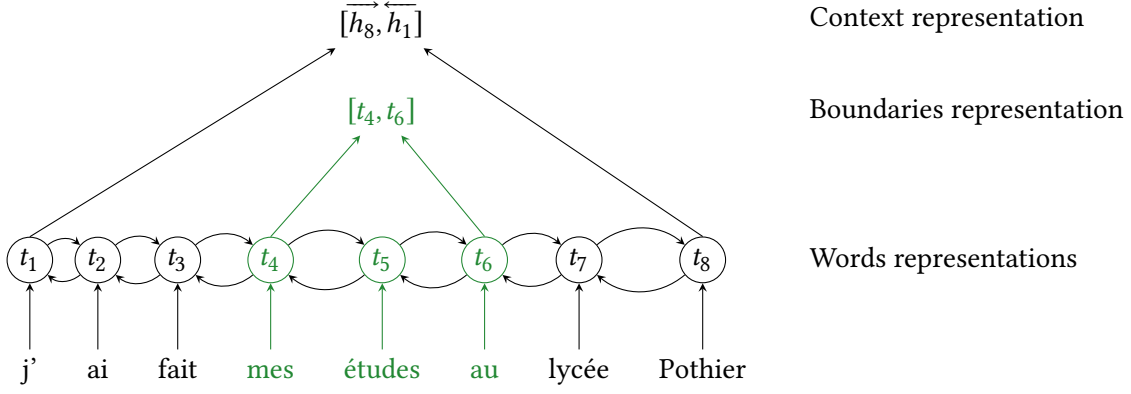 [h₈, h₁] Context representation
[t₄, t₆] Boundaries representation
t₁ t₂ t₃ t₄ t₅ t₆ t₇ t₈ Words representations
j’ ai fait mes études au lycée Pothier